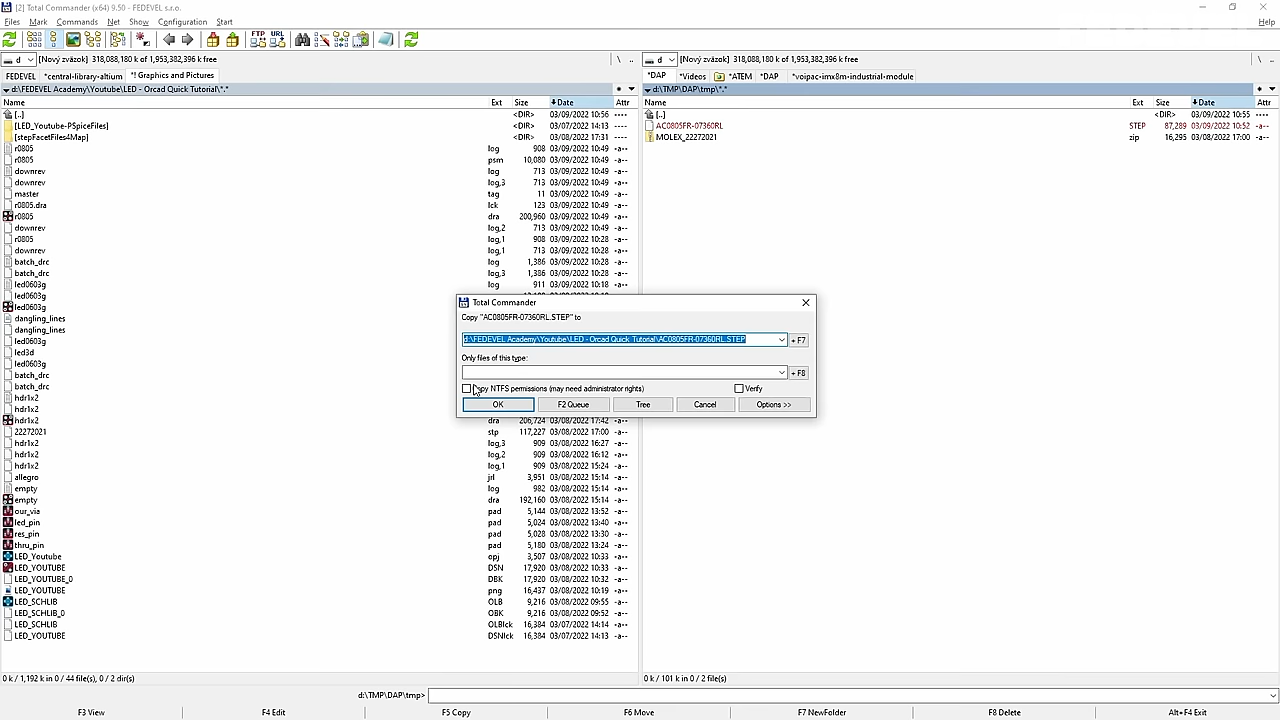 [2] Total Commander (x64) 9.50 - FEDEVEL s.r.o.
Files Mark Commands Net Show Configuration Start Help
FTP URL
d [Nový zväzok] 318,088,180 k of 1,953,382,396 k free \ ..
FEDEVEL *central-library-altium *! Graphics and Pictures
d:\FEDEVEL Academy\Youtube\LED - Orcad Quick Tutorial\*.* * ▼
Name Ext Size Date Attr
[..] <DIR> 03/09/2022 10:56 ----
[LED_Youtube-PSpiceFiles] <DIR> 03/07/2022 14:13 ----
[stepFacetFiles4Map] <DIR> 03/08/2022 17:31 ----
r0805 log 908 03/09/2022 10:49 -a--
r0805 psm 10,080 03/09/2022 10:49 -a--
downrev log 713 03/09/2022 10:49 -a--
downrev log,3 713 03/09/2022 10:49 -a--
master tag 11 03/09/2022 10:49 -a--
r0805.dra lck 123 03/09/2022 10:49 -a--
r0805 dra 200,960 03/09/2022 10:49 -a--
downrev log,2 713 03/09/2022 10:49 -a--
r0805 log,1 908 03/09/2022 10:28 -a--
downrev log,1 713 03/09/2022 10:28 -a--
batch_drc log 1,386 03/09/2022 10:28 -a--
batch_drc log,3 1,386 03/09/2022 10:28 -a--
led0603g log 911 03/09/2022 10:18 -a--
led0603g
led0603g
dangling_lines
dangling_lines
led0603g
led3d
led0603g
batch_drc
batch_drc
hdr1x2
hdr1x2
hdr1x2 dra 206,724 03/08/2022 17:42 -a--
22272021 stp 117,227 03/08/2022 17:00 -a--
hdr1x2 log,3 909 03/08/2022 16:27 -a--
hdr1x2 log,2 909 03/08/2022 16:12 -a--
hdr1x2 log,1 909 03/08/2022 15:24 -a--
allegro jrl 3,951 03/08/2022 15:14 -a--
empty log 982 03/08/2022 15:14 -a--
empty dra 192,160 03/08/2022 15:14 -a--
our_via pad 5,144 03/08/2022 13:52 -a--
led_pin pad 5,024 03/08/2022 13:40 -a--
res_pin pad 5,028 03/08/2022 13:30 -a--
thru_pin pad 5,180 03/08/2022 13:24 -a--
LED_Youtube opj 3,507 03/08/2022 10:33 -a--
LED_YOUTUBE DSN 17,920 03/08/2022 10:33 -a--
LED_YOUTUBE_0 DBK 17,920 03/08/2022 10:32 -a--
LED_YOUTUBE png 16,437 03/08/2022 10:19 -a--
LED_SCHLIB OLB 9,216 03/08/2022 09:55 -a--
LED_SCHLIB_0 OBK 9,216 03/08/2022 09:52 -a--
LED_SCHLIB OLBlck 16,384 03/07/2022 14:14 -a--
LED_YOUTUBE DSNlck 16,384 03/07/2022 14:13 -a--
0 k / 1,192 k in 0 / 44 file(s), 0 / 2 dir(s)
d [Nový zväzok] 318,088,180 k of 1,953,382,396 k free \ ..
*DAP *Videos *ATEM *DAP *voipac-imx8m-industrial-module
d:\TMP\DAP\tmp\*.* * ▼
Name Ext Size Date Attr
[..] <DIR> 03/09/2022 10:55 ----
AC0805FR-07360RL STEP 87,289 03/09/2022 10:52 -a--
MOLEX_22272021 zip 16,295 03/08/2022 17:00 -a--
0 k / 101 k in 0 / 2 file(s)
Total Commander
Copy "AC0805FR-07360RL.STEP" to
d:\FEDEVEL Academy\Youtube\LED - Orcad Quick Tutorial\AC0805FR-07360RL.STEP + F7
Only files of this type:
+ F8
Copy NTFS permissions (may need administrator rights) Verify
OK F2 Queue Tree Cancel Options >>
d:\TMP\DAP\tmp>
F3 View F4 Edit F5 Copy F6 Move F7 NewFolder F8 Delete Alt+F4 Exit